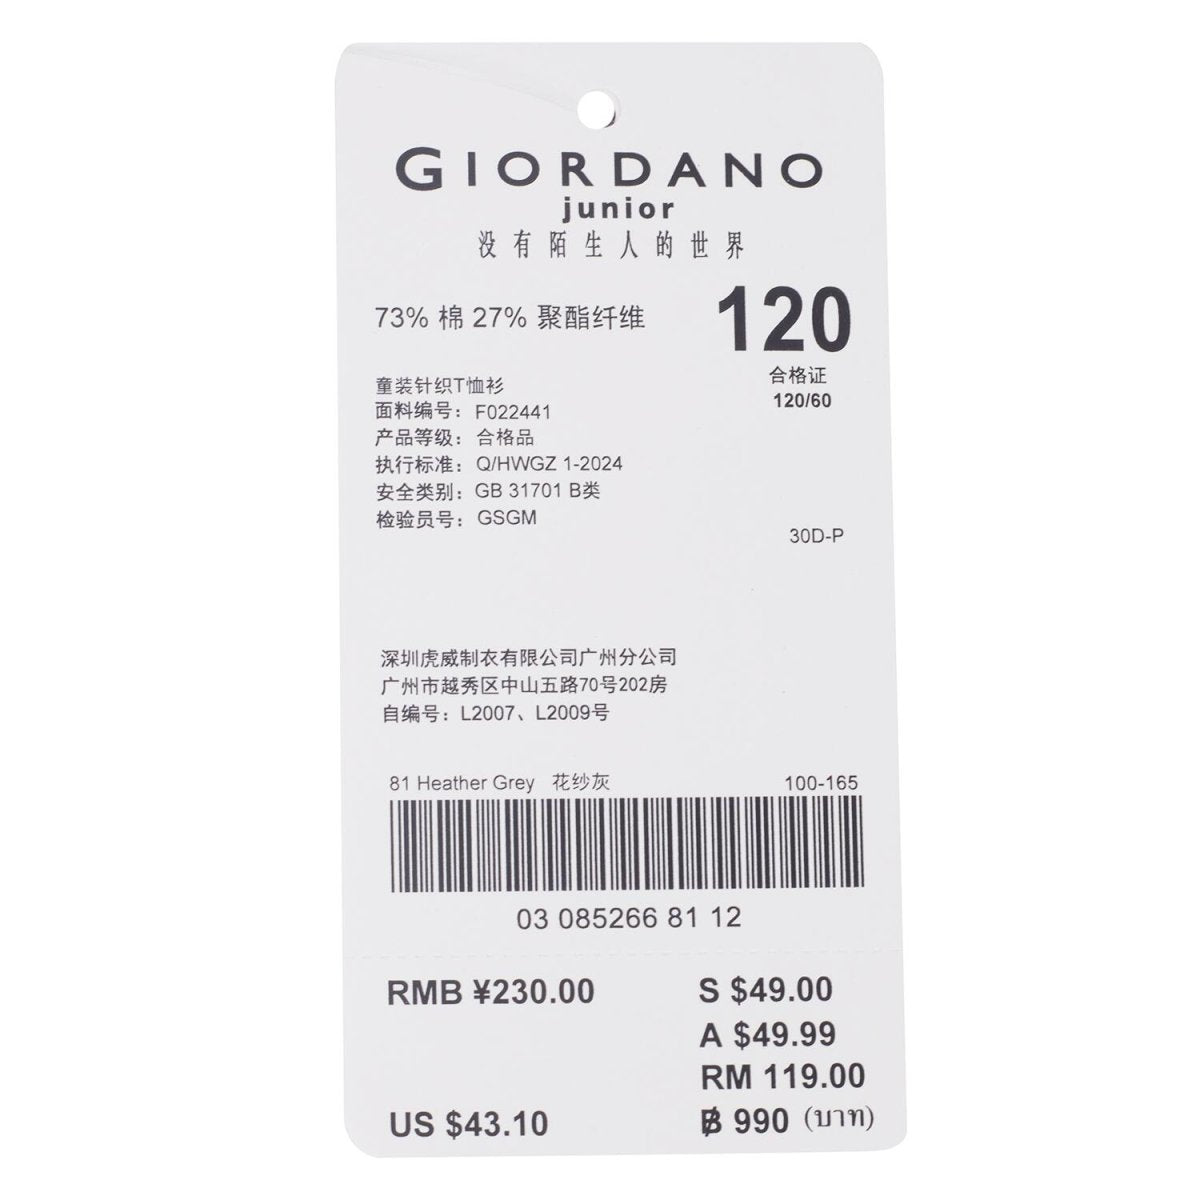 GIORDANO
junior
没有陌生人的世界
73% 棉 27% 聚酯纤维
120
合格证
120/60
童装针织T恤衫
面料编号：F022441
产品等级：合格品
执行标准：Q/HWGZ 1-2024
安全类别：GB 31701 B类
检验员号：GSGM
30D-P
深圳虎威制衣有限公司广州分公司
广州市越秀区中山五路70号202房
自编号：L2007、L2009号
81 Heather Grey 花纱灰 100-165
03 085266 81 12
RMB ¥230.00 S $49.00
A $49.99
RM 119.00
US $43.10 ฿ 990 (บาท)